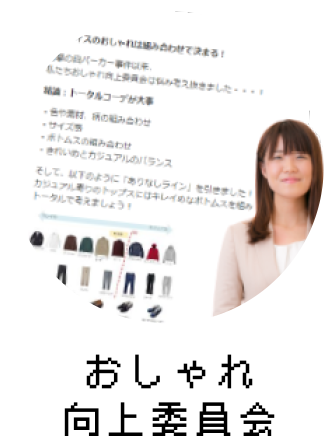 ィスのおしゃれは組み合わせで決まる！
の白パーカー事件以来、
私たちおしゃれ向上委員会は悩み考え抜きました・・・！
結論：トータルコーデが大事
・色や素材、柄の組み合わせ
・サイズ感
・ボトムスの組み合わせ
・きれいめとカジュアルのバランス
そして、以下のように「ありなしライン」を引きました！
カジュアル寄りのトップスにはキレイめなボトムスを組み
トータルで考えましょう！
おしゃれ
向上委員会